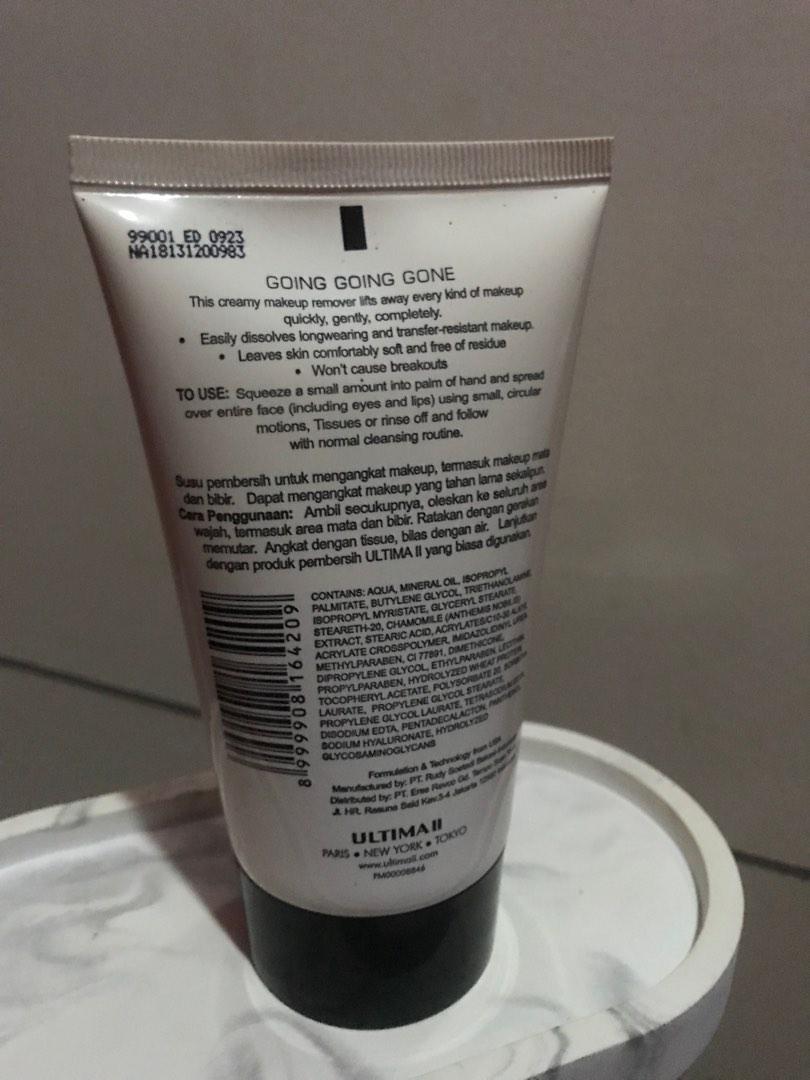 99001 ED 0923
NA18131200983
GOING GOING GONE
This creamy makeup remover lifts away every kind of makeup
quickly, gently, completely.
• Easily dissolves longwearing and transfer-resistant makeup.
• Leaves skin comfortably soft and free of residue
• Won't cause breakouts
TO USE: Squeeze a small amount into palm of hand and spread
over entire face (including eyes and lips) using small, circular
motions, Tissues or rinse off and follow
with normal cleansing routine.
Susu pembersih untuk mengangkat makeup, termasuk makeup mata
dan bibir. Dapat mengangkat makeup yang tahan lama sekalipun.
Cara Penggunaan: Ambil secukupnya, oleskan ke seluruh area
wajah, termasuk area mata dan bibir. Ratakan dengan gerakan
memutar. Angkat dengan tissue, bilas dengan air. Lanjutkan
dengan produk pembersih ULTIMA II yang biasa digunakan.
8 999908 164209
CONTAINS: AQUA, MINERAL OIL, ISOPROPYL
PALMITATE, BUTYLENE GLYCOL, TRIETHANOLAMINE,
ISOPROPYL MYRISTATE, GLYCERYL STEARATE,
STEARETH-20, CHAMOMILE (ANTHEMIS NOBILIS)
EXTRACT, STEARIC ACID, ACRYLATES/C10-30 ALKYL
ACRYLATE CROSSPOLYMER, IMIDAZOLIDINYL UREA,
METHYLPARABEN, CI 77891, DIMETHICONE,
DIPROPYLENE GLYCOL, ETHYLPARABEN, LECITHIN,
PROPYLPARABEN, HYDROLYZED WHEAT PROTEIN,
TOCOPHERYL ACETATE, POLYSORBATE 20, SORBITAN
LAURATE, PROPYLENE GLYCOL STEARATE,
PROPYLENE GLYCOL LAURATE,
DISODIUM EDTA, PENTADECALACTON, PANTHENOL,
SODIUM HYALURONATE, HYDROLYZED
GLYCOSAMINOGLYCANS
Formulation & Technology from USA
Manufactured by: PT. Rudy Soetadi
Distributed by: PT. Eres Revco Gd.
Jl. HR. Rasuna Said Kav.3-4 Jakarta
ULTIMA II
PARIS • NEW YORK • TOKYO
www.ultimaii.com
PM00008846